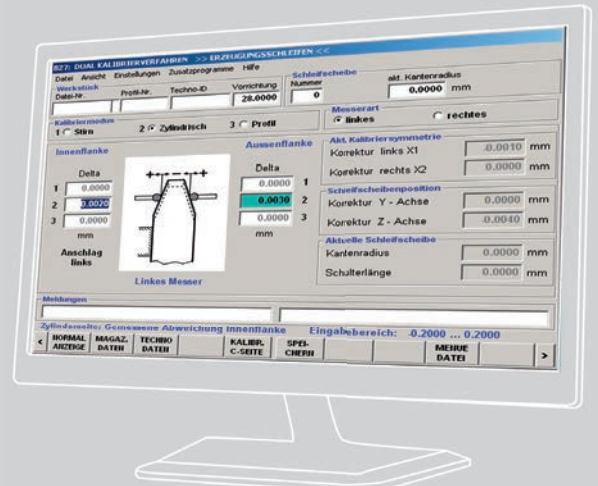 827: DUAL KALIBRIERVERFAHREN >> ERZEUGUNGSSCHLEIFEN <<
Datei Ansicht Einstellungen Zusatzprogramme Hilfe
Werkstück
Datei-Nr. Profil-Nr. Techno-ID Vorrichtung
28.0000
Schleifscheibe
Nummer akt. Kantenradius
0 0.0000 mm
Kalibriermodus
1 Stirn 2 Zylindrisch 3 Profil
Messerart
linkes rechtes
Innenflanke
Delta
1 0.0000
2 0.0020
3 0.0000
mm
Anschlag
links
Linkes Messer
Aussenflanke
Delta
0.0000 1
0.0030 2
0.0000 3
mm
Akt. Kalibriersymmetrie
Korrektur links X1 -0.0010 mm
Korrektur rechts X2 0.0000 mm
Schleifscheibenposition
Korrektur Y - Achse 0.0000 mm
Korrektur Z - Achse -0.0040 mm
Aktuelle Schleifscheibe
Kantenradius 0.0000 mm
Schulterlänge 0.0000 mm
Meldungen
Zylinderseite: Gemessene Abweichung Innenflanke Eingabebereich: -0.2000 ... 0.2000
< NORMAL ANZEIGE MAGAZ. DATEN TECHNO DATEN KALIBR. C-SEITE SPEI- CHERN MENUE DATEI >